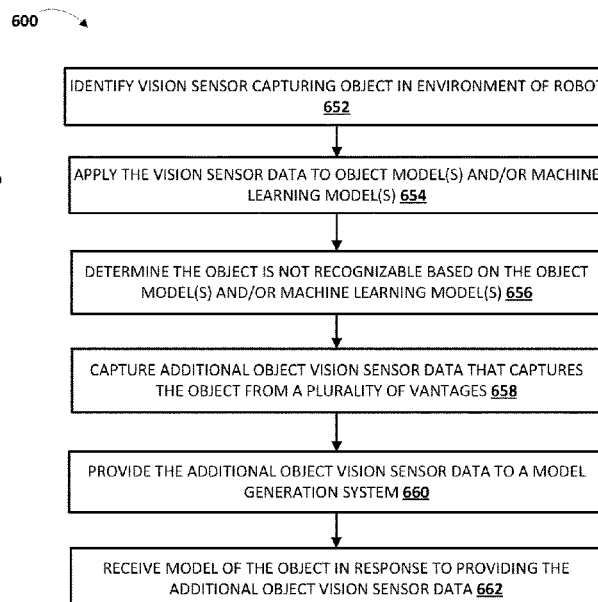 600
IDENTIFY VISION SENSOR CAPTURING OBJECT IN ENVIRONMENT OF ROBOT
652
APPLY THE VISION SENSOR DATA TO OBJECT MODEL(S) AND/OR MACHINE
LEARNING MODEL(S) 654
DETERMINE THE OBJECT IS NOT RECOGNIZABLE BASED ON THE OBJECT
MODEL(S) AND/OR MACHINE LEARNING MODEL(S) 656
CAPTURE ADDITIONAL OBJECT VISION SENSOR DATA THAT CAPTURES
THE OBJECT FROM A PLURALITY OF VANTAGES 658
PROVIDE THE ADDITIONAL OBJECT VISION SENSOR DATA TO A MODEL
GENERATION SYSTEM 660
RECEIVE MODEL OF THE OBJECT IN RESPONSE TO PROVIDING THE
ADDITIONAL OBJECT VISION SENSOR DATA 662